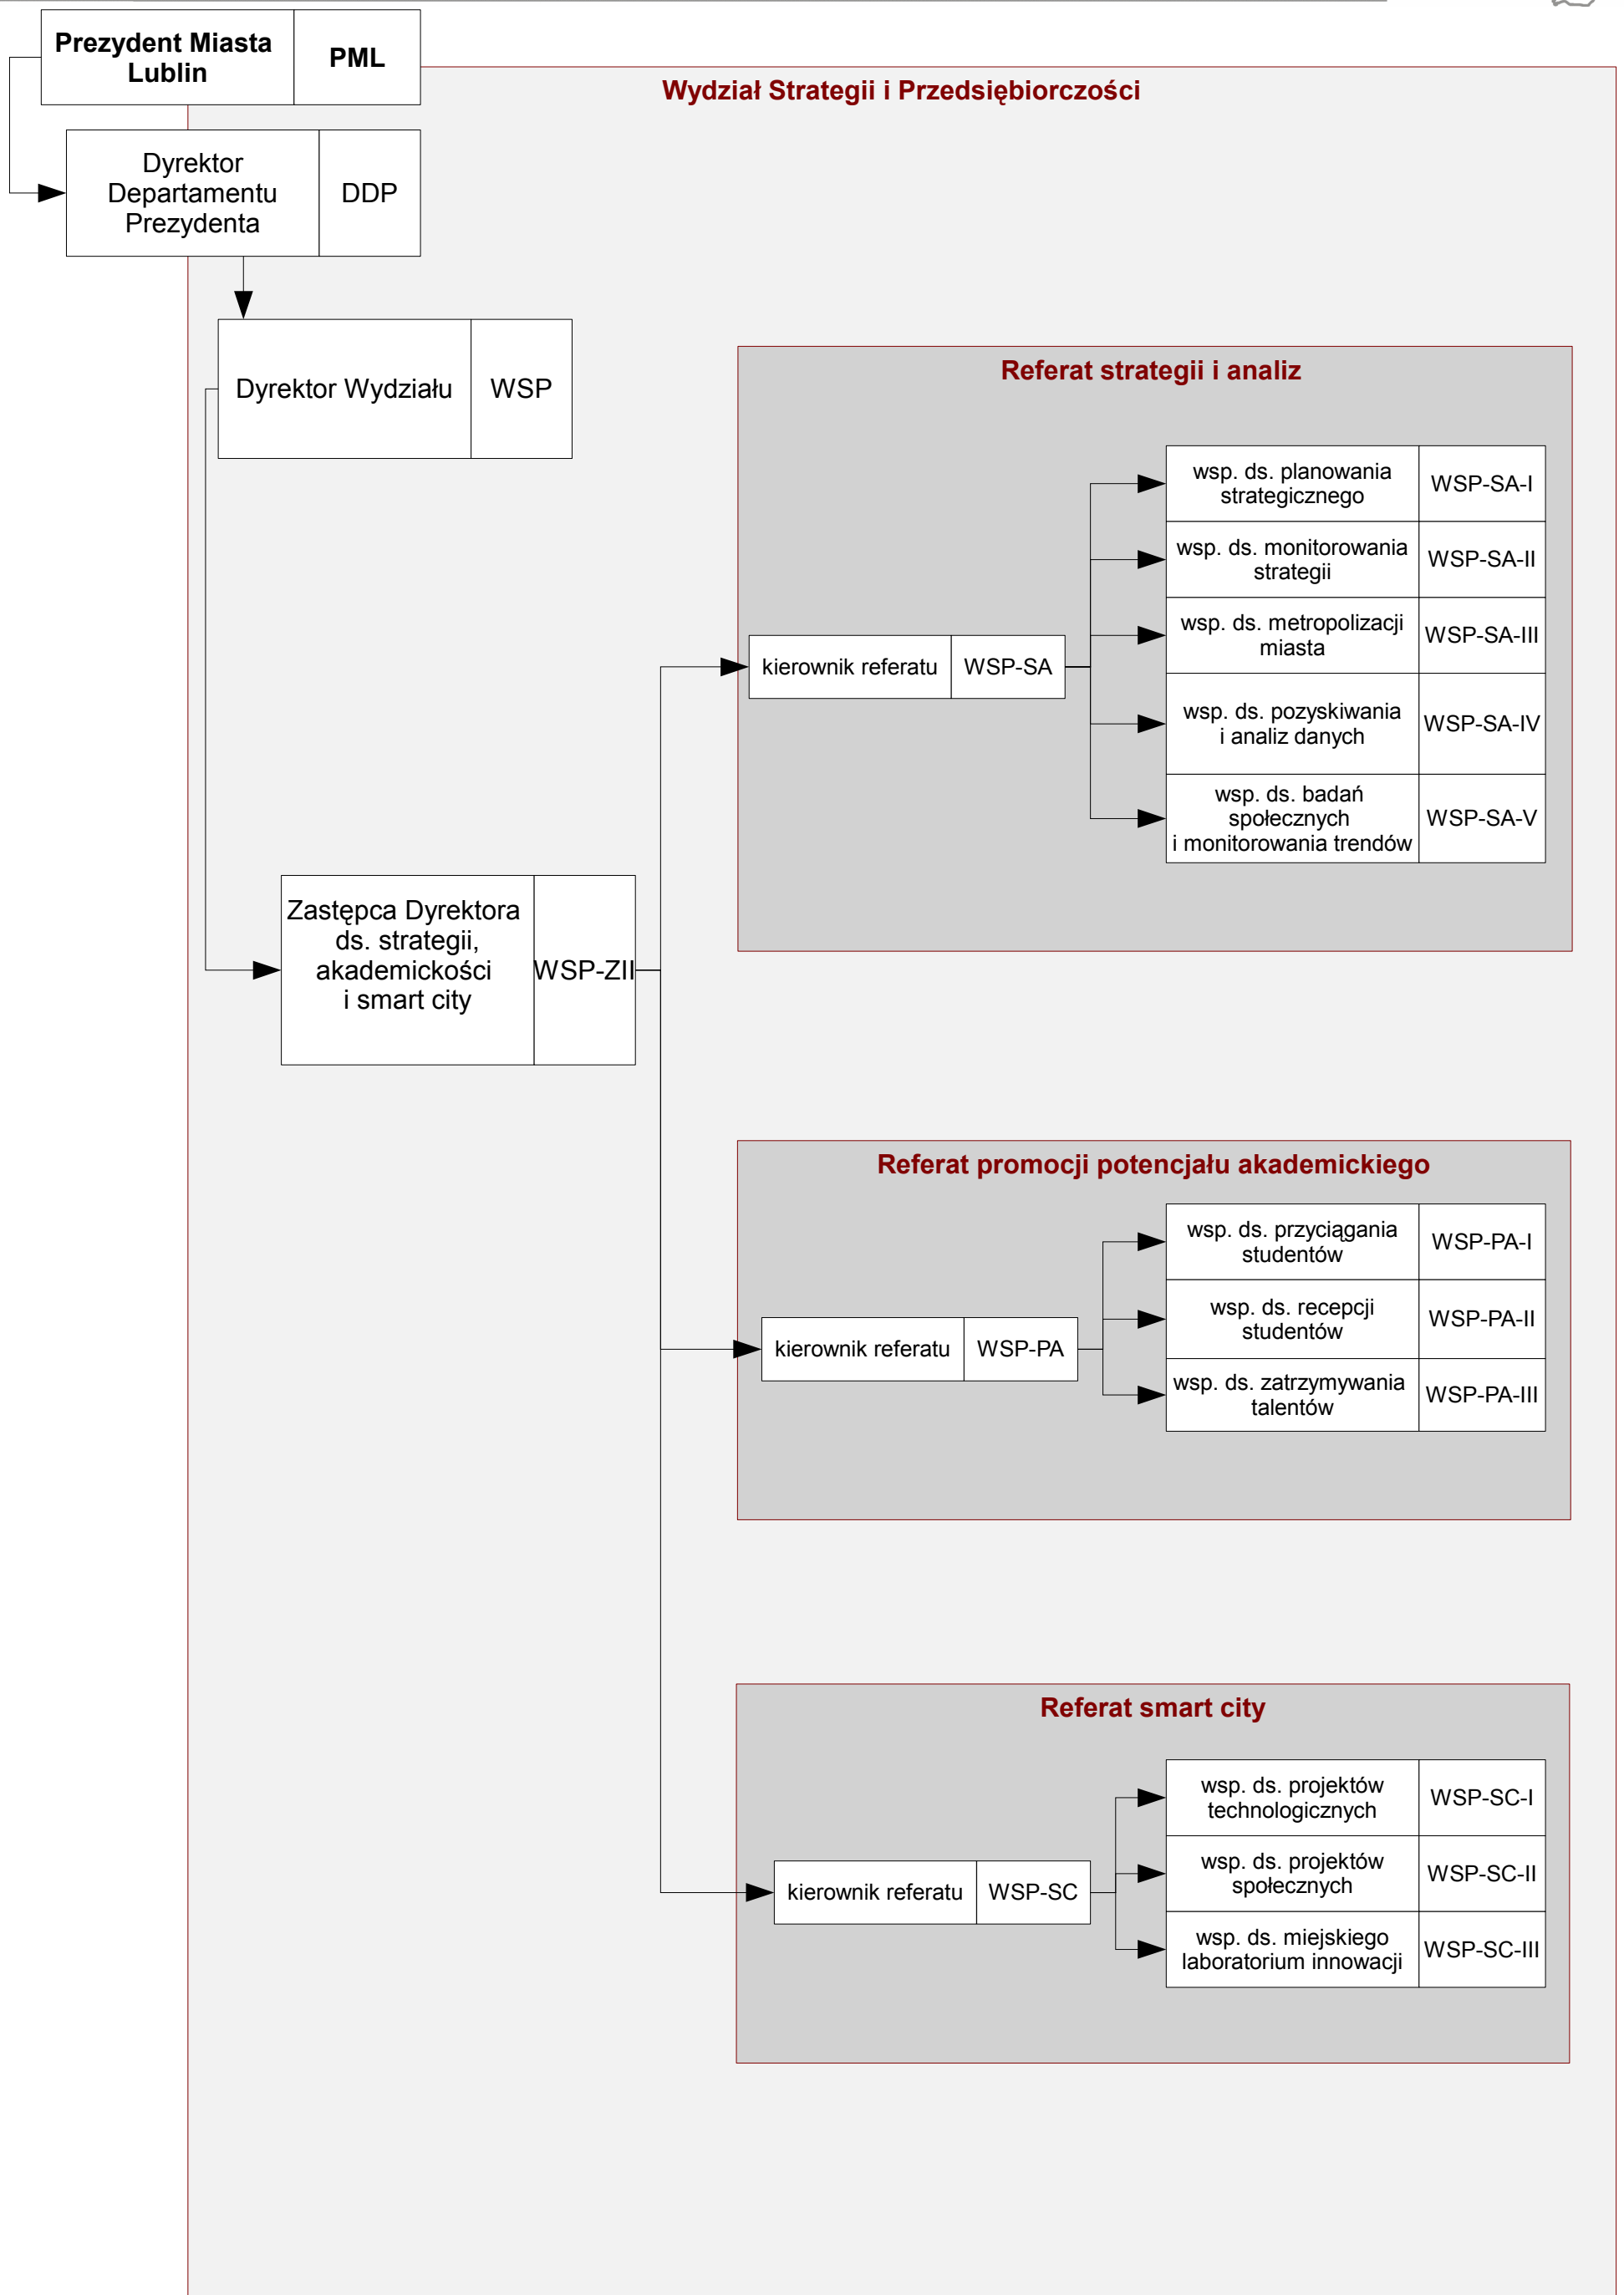 Prezydent Miasta
Lublin
PML
Wydział Strategii i Przedsiębiorczości
Dyrektor
Departamentu
Prezydenta
DDP
Dyrektor Wydziału
WSP
Referat strategii i analiz
wsp. ds. planowania
strategicznego
WSP-SA-I
wsp. ds. monitorowania
strategii
WSP-SA-II
wsp. ds. metropolizacji
miasta
WSP-SA-III
kierownik referatu
WSP-SA
wsp. ds. pozyskiwania
i analiz danych
WSP-SA-IV
wsp. ds. badań
społecznych
i monitorowania trendów
WSP-SA-V
Zastępca Dyrektora
ds. strategii,
akademickości
i smart city
WSP-ZII
Referat promocji potencjału akademickiego
wsp. ds. przyciągania
studentów
WSP-PA-I
wsp. ds. recepcji
studentów
WSP-PA-II
kierownik referatu
WSP-PA
wsp. ds. zatrzymywania
talentów
WSP-PA-III
Referat smart city
wsp. ds. projektów
technologicznych
WSP-SC-I
wsp. ds. projektów
społecznych
WSP-SC-II
kierownik referatu
WSP-SC
wsp. ds. miejskiego
laboratorium innowacji
WSP-SC-III